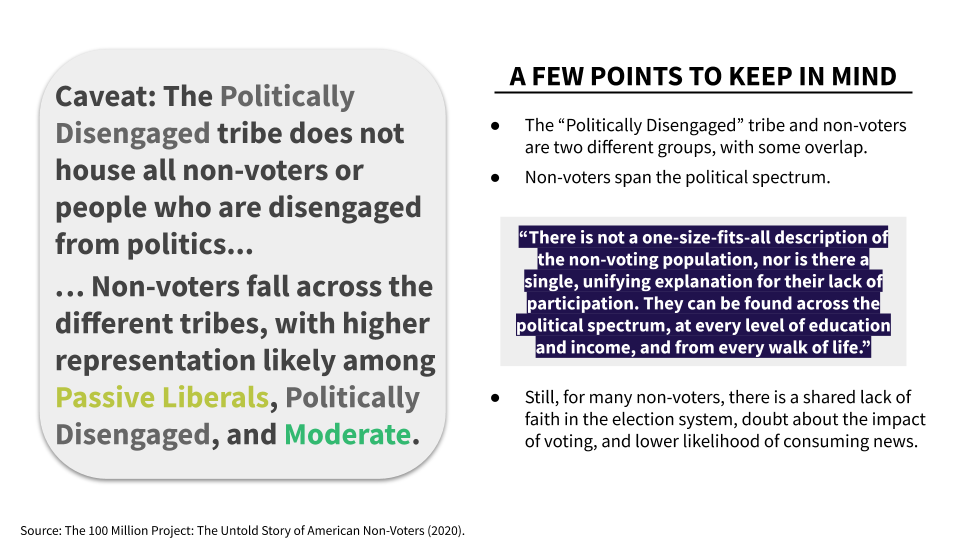 Caveat: The Politically
Disengaged tribe does not
house all non-voters or
people who are disengaged
from politics...
... Non-voters fall across the
different tribes, with higher
representation likely among
Passive Liberals, Politically
Disengaged, and Moderate.
A FEW POINTS TO KEEP IN MIND
● The “Politically Disengaged” tribe and non-voters
are two different groups, with some overlap.
● Non-voters span the political spectrum.
“There is not a one-size-fits-all description of
the non-voting population, nor is there a
single, unifying explanation for their lack of
participation. They can be found across the
political spectrum, at every level of education
and income, and from every walk of life.”
● Still, for many non-voters, there is a shared lack of
faith in the election system, doubt about the impact
of voting, and lower likelihood of consuming news.
Source: The 100 Million Project: The Untold Story of American Non-Voters (2020).